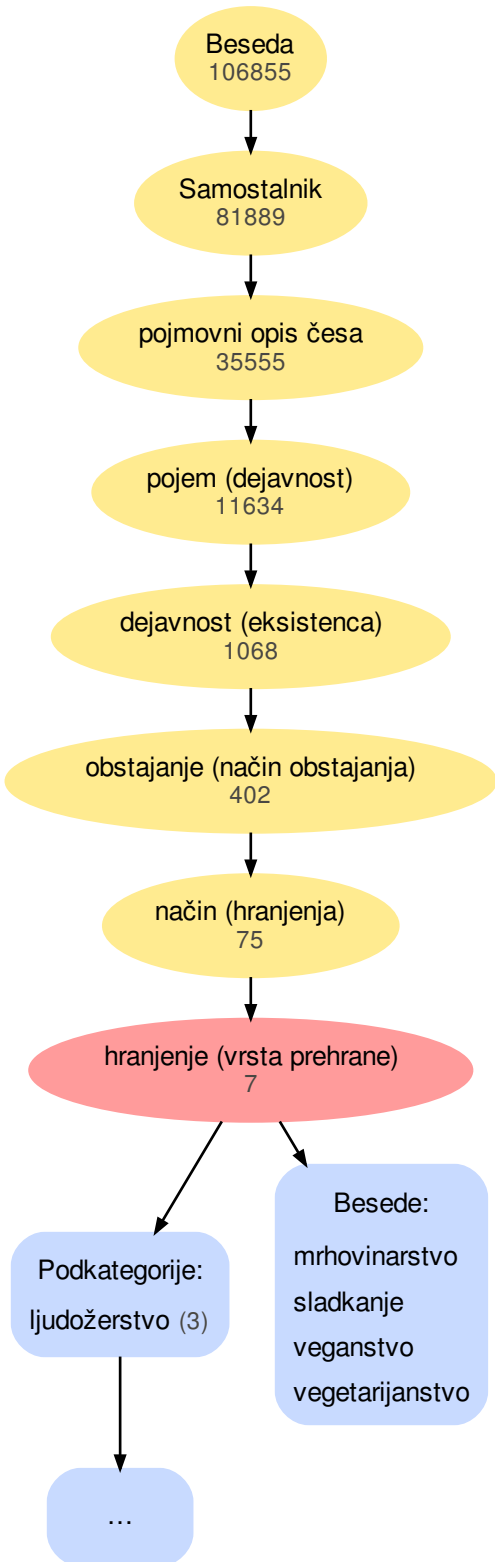 Beseda
106855
Samostalnik
81889
pojmovni opis česa
35555
pojem (dejavnost)
11634
dejavnost (eksistenca)
1068
obstajanje (način obstajanja)
402
način (hranjenja)
75
hranjenje (vrsta prehrane)
7
Podkategorije:
ljudožerstvo (3)
...
Besede:
mrhovinarstvo
sladkanje
veganstvo
vegetarijanstvo